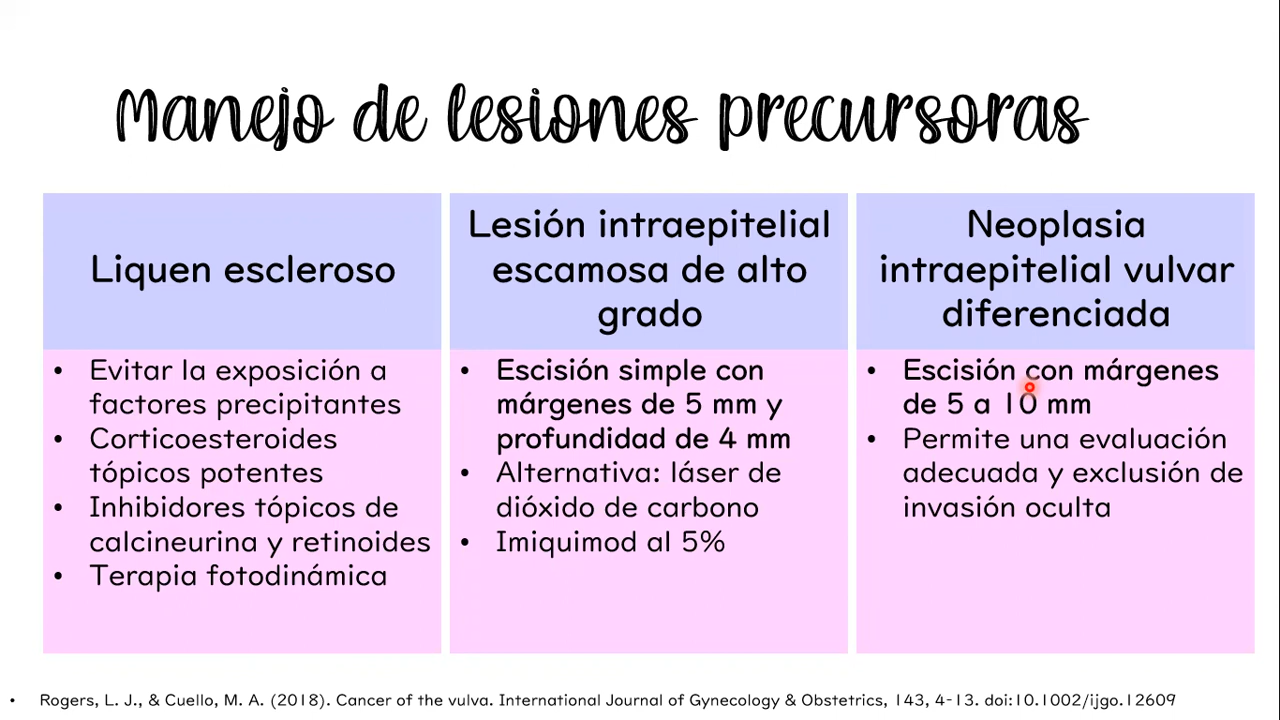 Manejo de lesiones precursoras
Liquen escleroso
• Evitar la exposición a
factores precipitantes
• Corticoesteroides
tópicos potentes
• Inhibidores tópicos de
calcineurina y retinoides
• Terapia fotodinámica
Lesión intraepitelial
escamosa de alto
grado
• Escisión simple con
márgenes de 5 mm y
profundidad de 4 mm
• Alternativa: láser de
dióxido de carbono
• Imiquimod al 5%
Neoplasia
intraepitelial vulvar
diferenciada
• Escisión con márgenes
de 5 a 10 mm
• Permite una evaluación
adecuada y exclusión de
invasión oculta
• Rogers, L. J., & Cuello, M. A. (2018). Cancer of the vulva. International Journal of Gynecology & Obstetrics, 143, 4-13. doi:10.1002/ijgo.12609